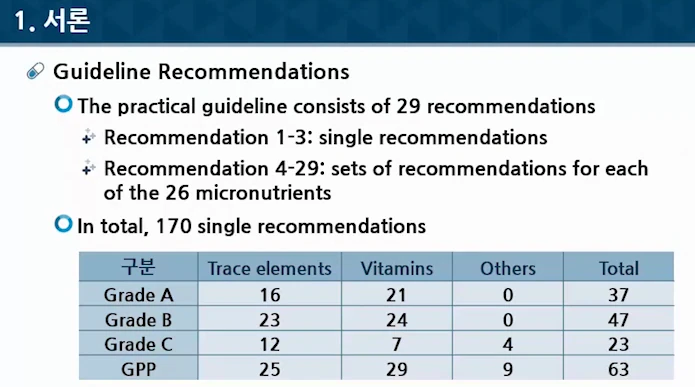 1. 서론
Guideline Recommendations
The practical guideline consists of 29 recommendations
Recommendation 1-3: single recommendations
Recommendation 4-29: sets of recommendations for each
of the 26 micronutrients
In total, 170 single recommendations
구분 Trace elements Vitamins Others Total
Grade A 16 21 0 37
Grade B 23 24 0 47
Grade C 12 7 4 23
GPP 25 29 9 63